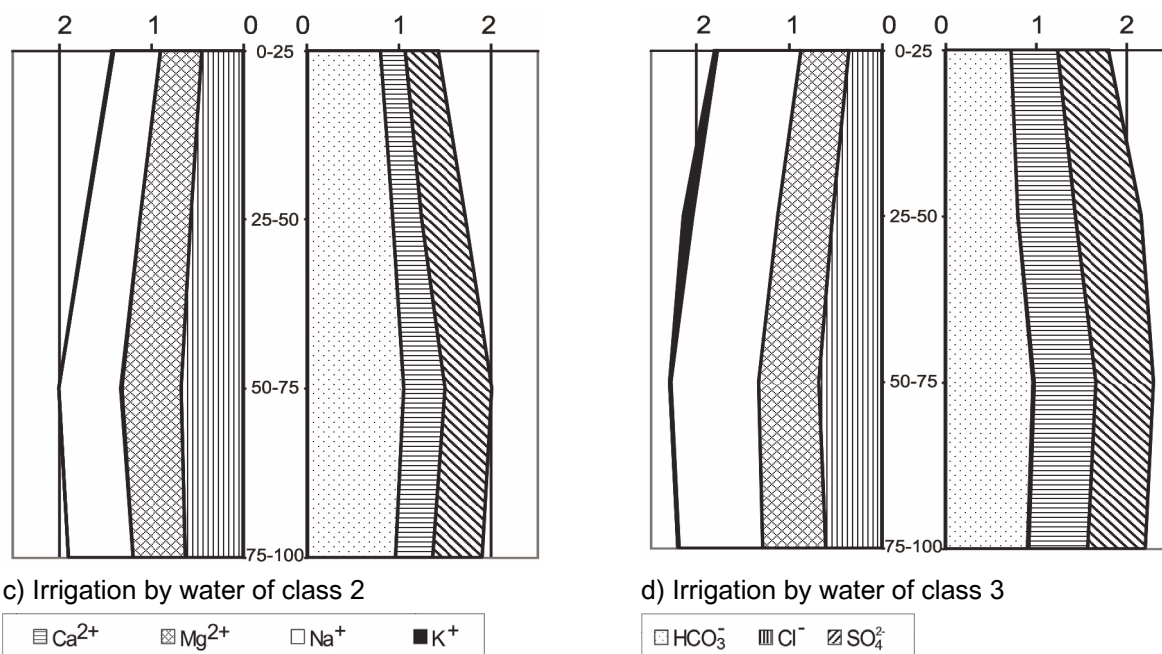 2 1 0 0 1 2
2 1 0 0 1 2
0-25
25-50
50-75
75-100
0-25
25-50
50-75
75-100
c) Irrigation by water of class 2
d) Irrigation by water of class 3
Ca²⁺ Mg²⁺ Na⁺ K⁺
HCO₃⁻ Cl⁻ SO₄²⁻